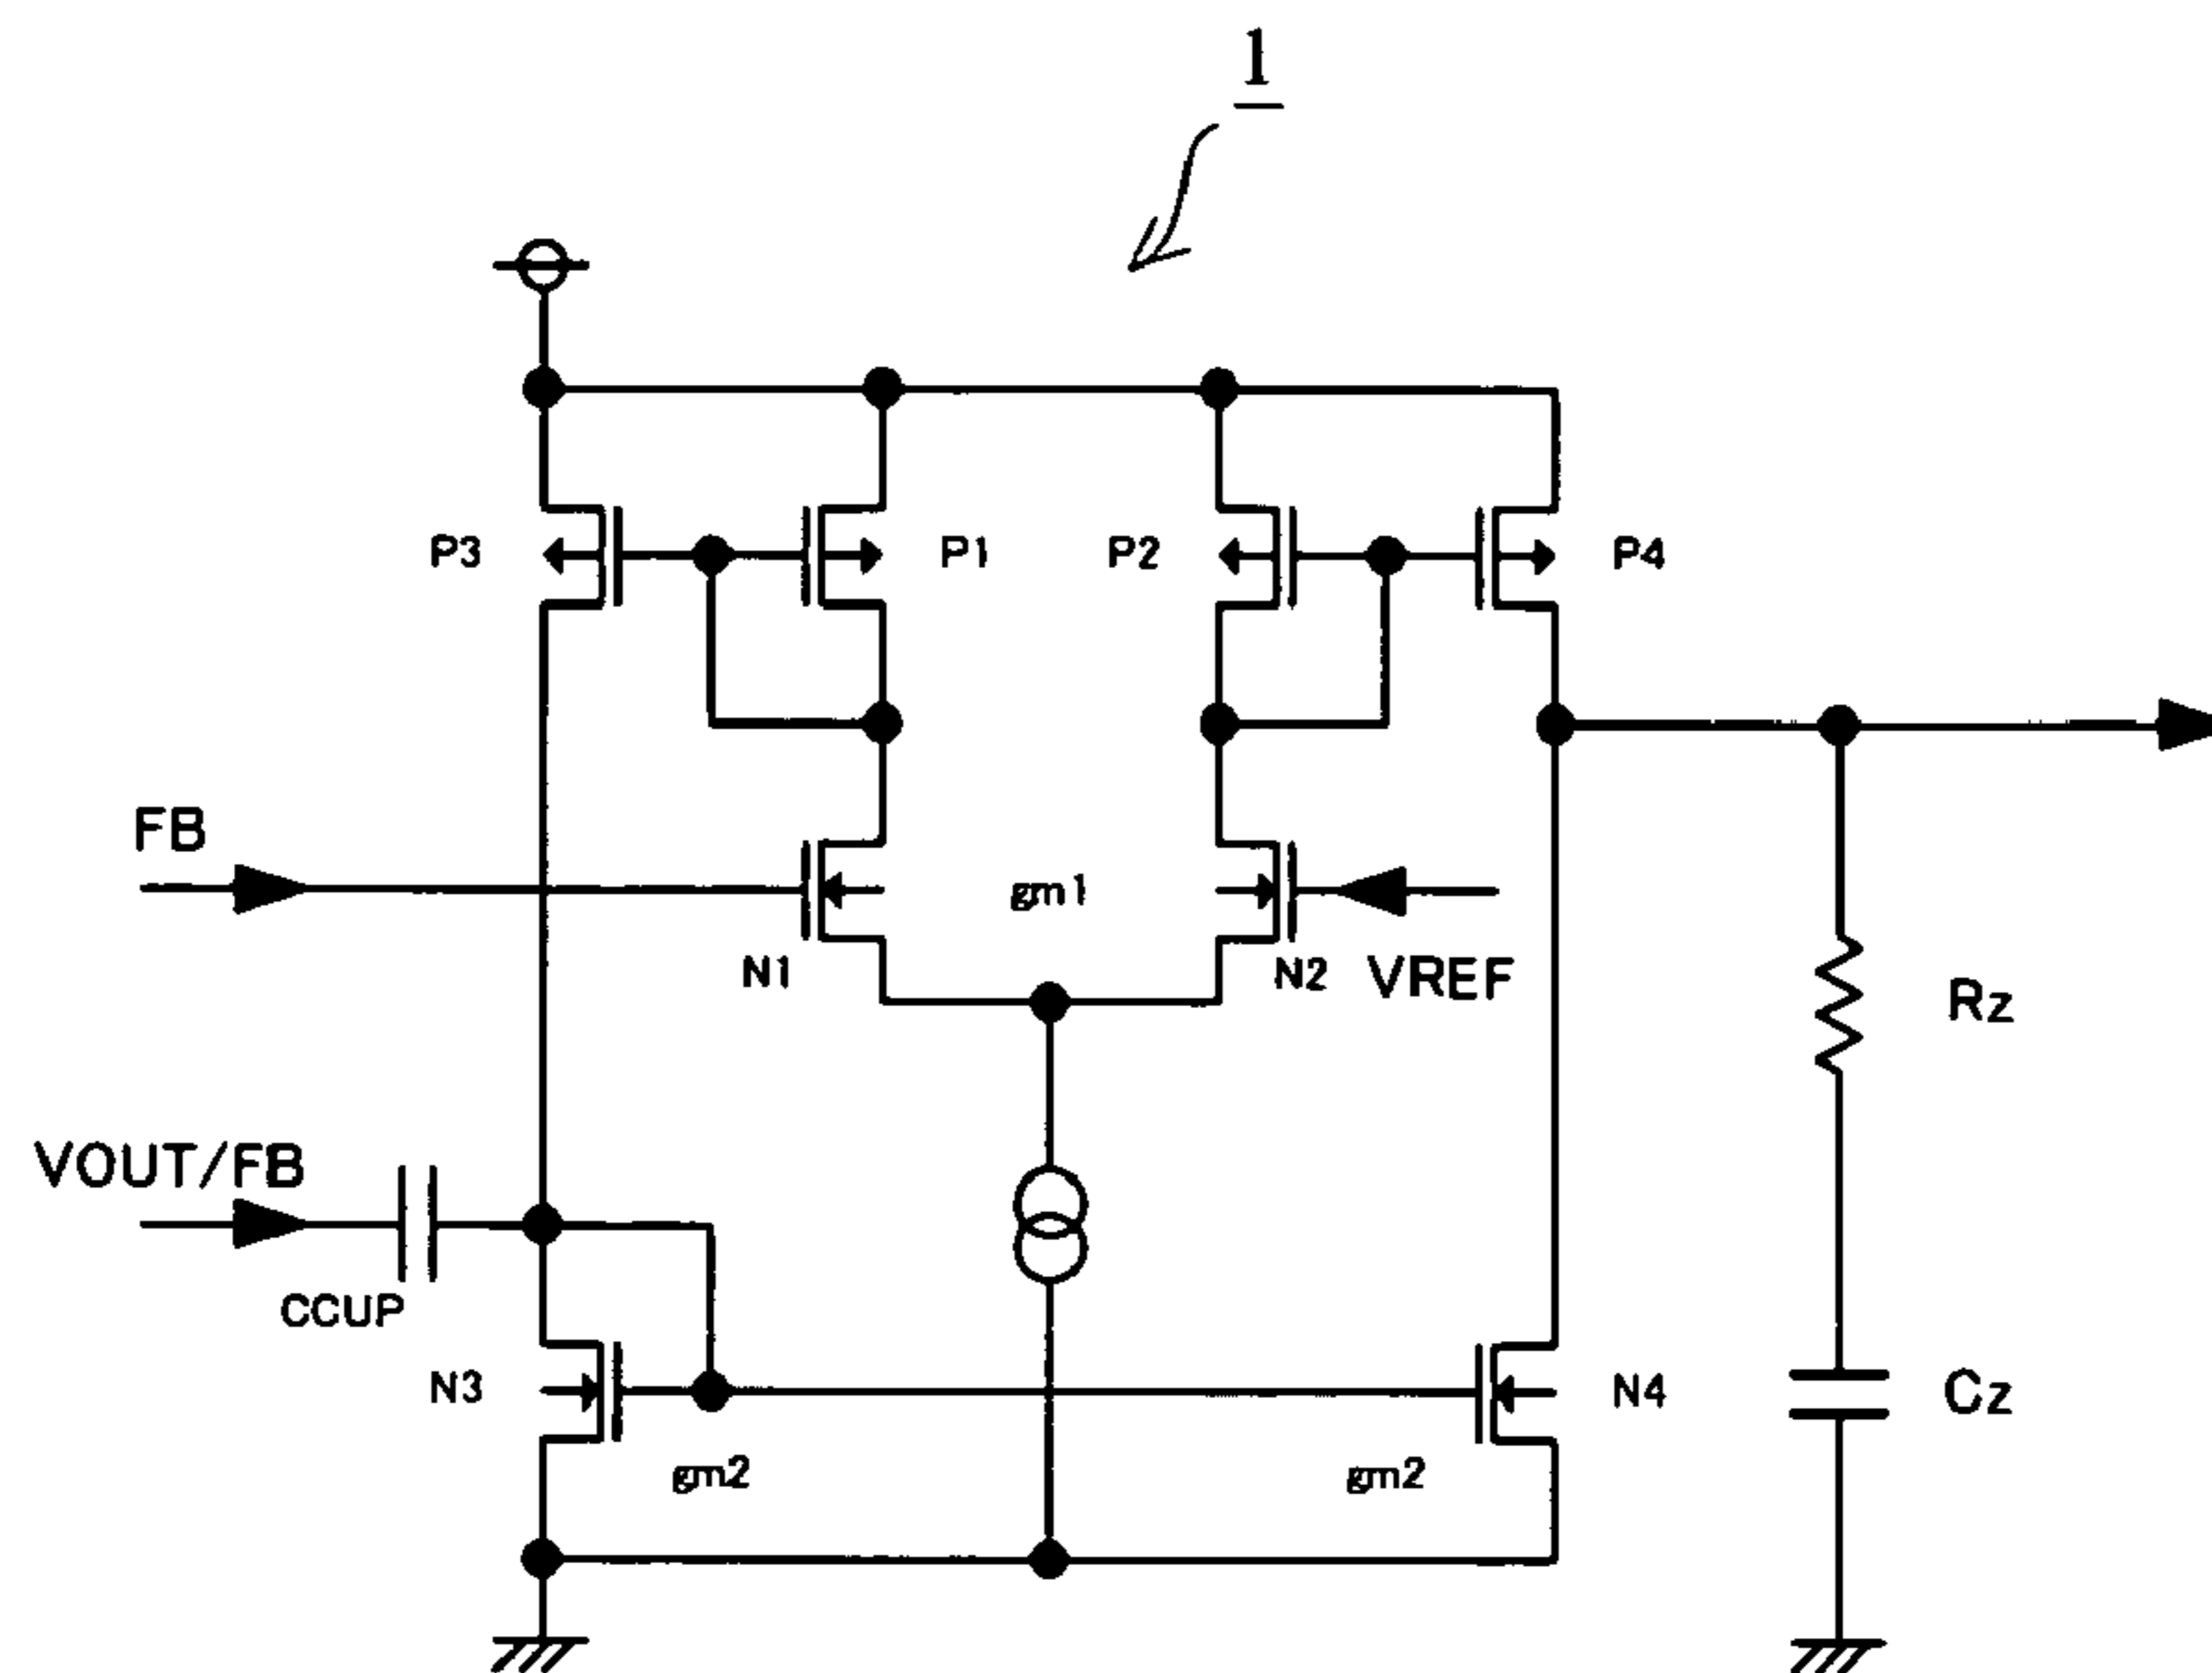 1
P3
P1
P2
P4
FB
gm1
N1
N2
VREF
Rz
VOUT/FB
CCUP
N3
N4
Cz
gm2
gm2